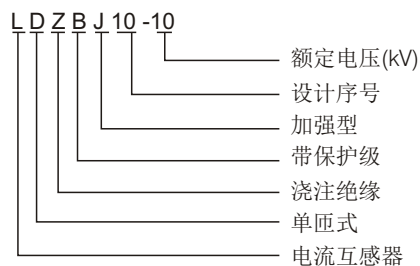 L D Z B J 10 -10
额定电压(kV)
设计序号
加强型
带保护级
浇注绝缘
单匝式
电流互感器